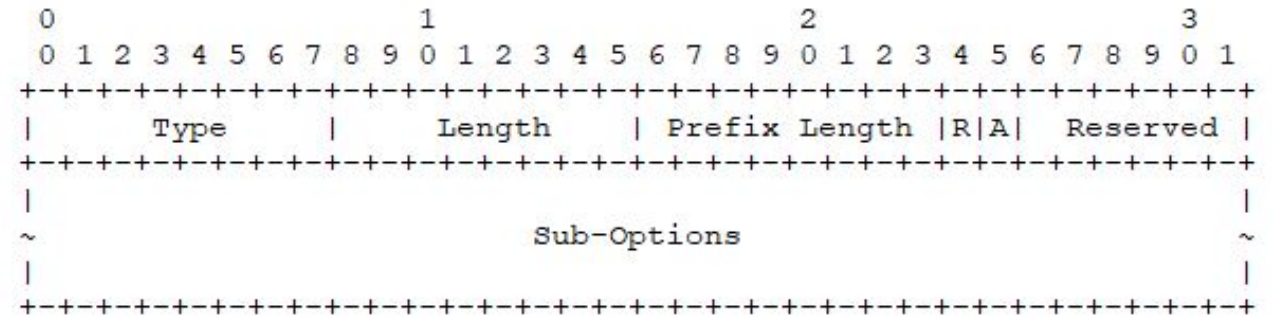 0                   1                   2                   3
 0 1 2 3 4 5 6 7 8 9 0 1 2 3 4 5 6 7 8 9 0 1 2 3 4 5 6 7 8 9 0 1
+-+-+-+-+-+-+-+-+-+-+-+-+-+-+-+-+-+-+-+-+-+-+-+-+-+-+-+-+-+-+-+-+
|      Type     |     Length    | Prefix Length |R|A|  Reserved |
+-+-+-+-+-+-+-+-+-+-+-+-+-+-+-+-+-+-+-+-+-+-+-+-+-+-+-+-+-+-+-+-+
|                                                               |
~                          Sub-Options                          ~
|                                                               |
+-+-+-+-+-+-+-+-+-+-+-+-+-+-+-+-+-+-+-+-+-+-+-+-+-+-+-+-+-+-+-+-+